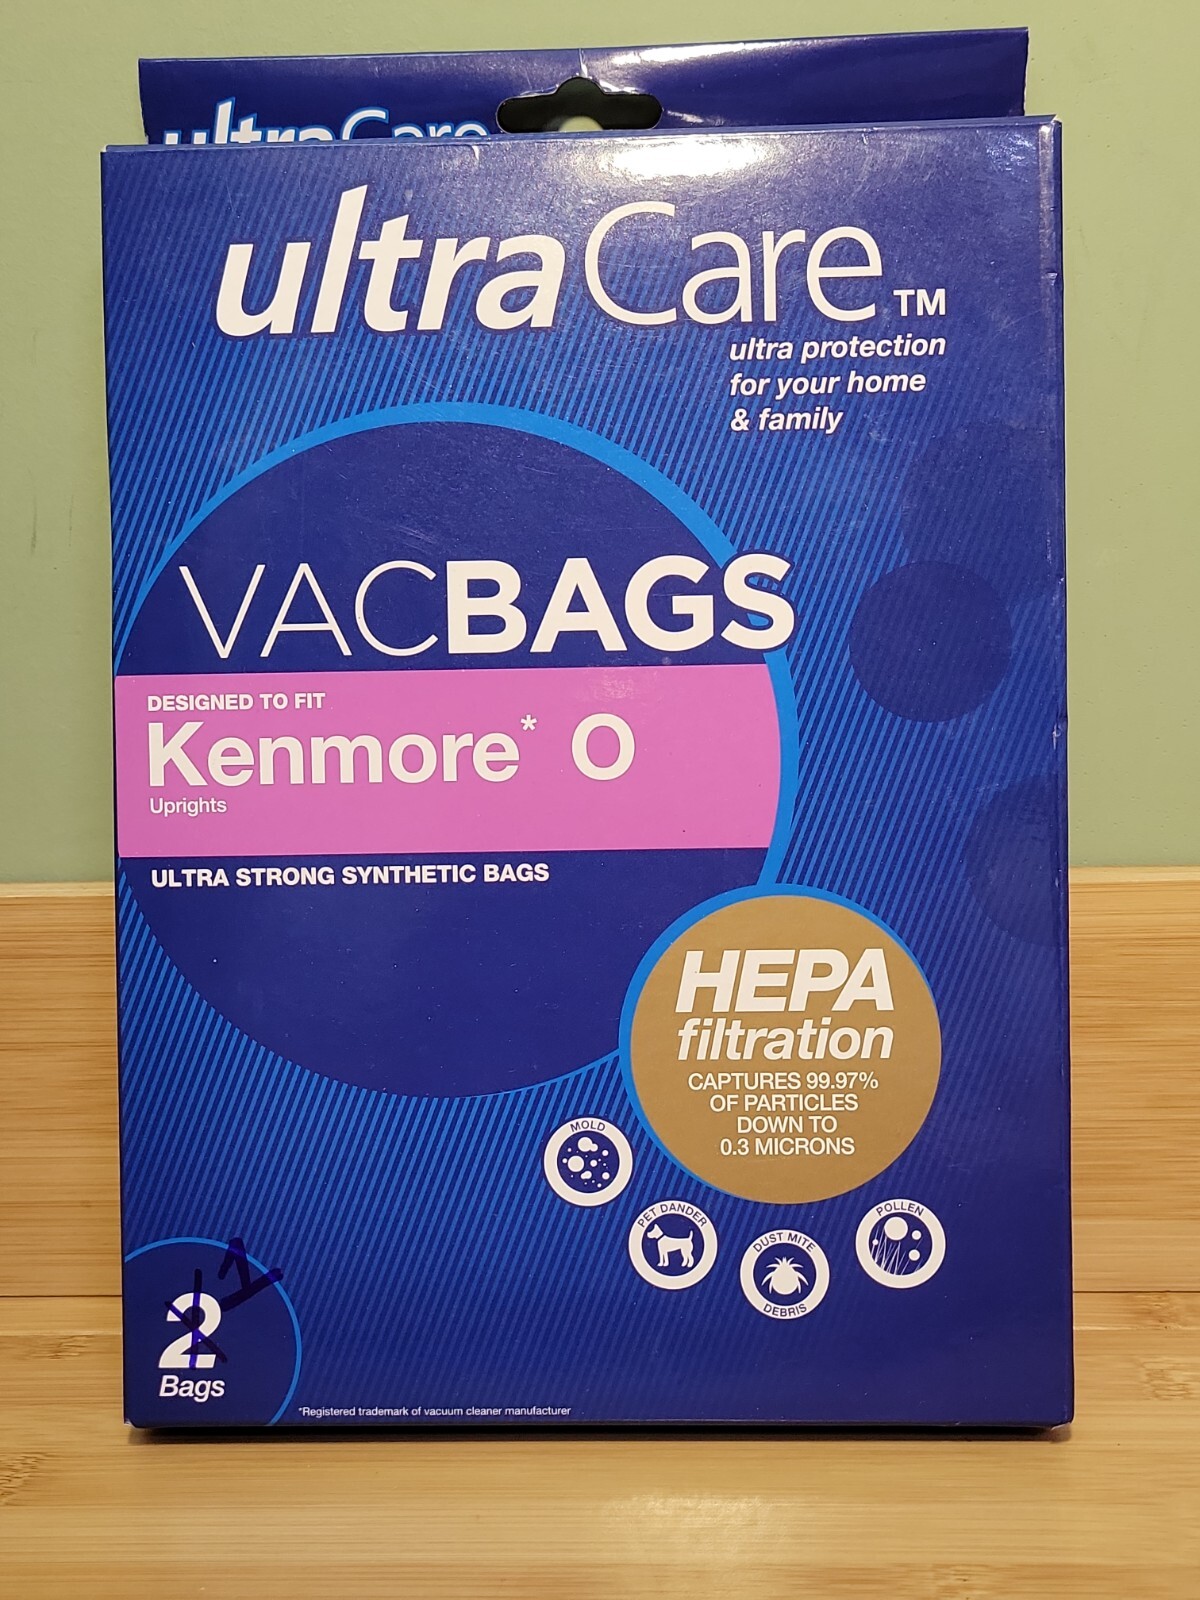 ultraCare
ultraCare™
ultra protection
for your home
& family
VACBAGS
DESIGNED TO FIT
Kenmore* O
Uprights
ULTRA STRONG SYNTHETIC BAGS
HEPA
filtration
CAPTURES 99.97%
OF PARTICLES
DOWN TO
0.3 MICRONS
MOLD
PET DANDER
DUST MITE
DEBRIS
POLLEN
2 1
Bags
*Registered trademark of vacuum cleaner manufacturer